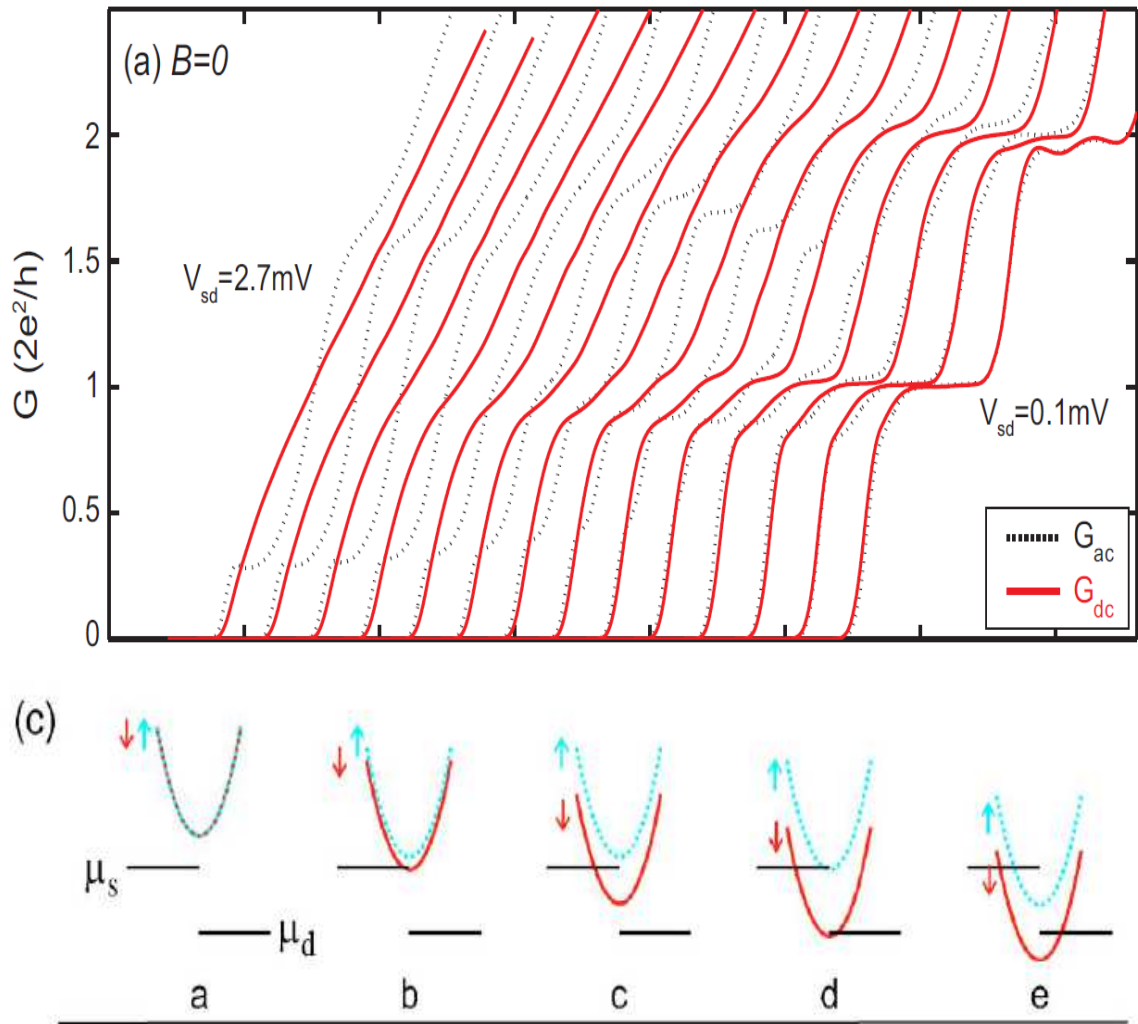 (a) B=0
2
1.5
1
0.5
0
G (2e²/h)
V_sd=2.7mV
V_sd=0.1mV
G_ac
G_dc
(c)
↓ ↑
↓ ↑
↓ ↑
↓ ↑
↓ ↑
μ_s
μ_d
a b c d e